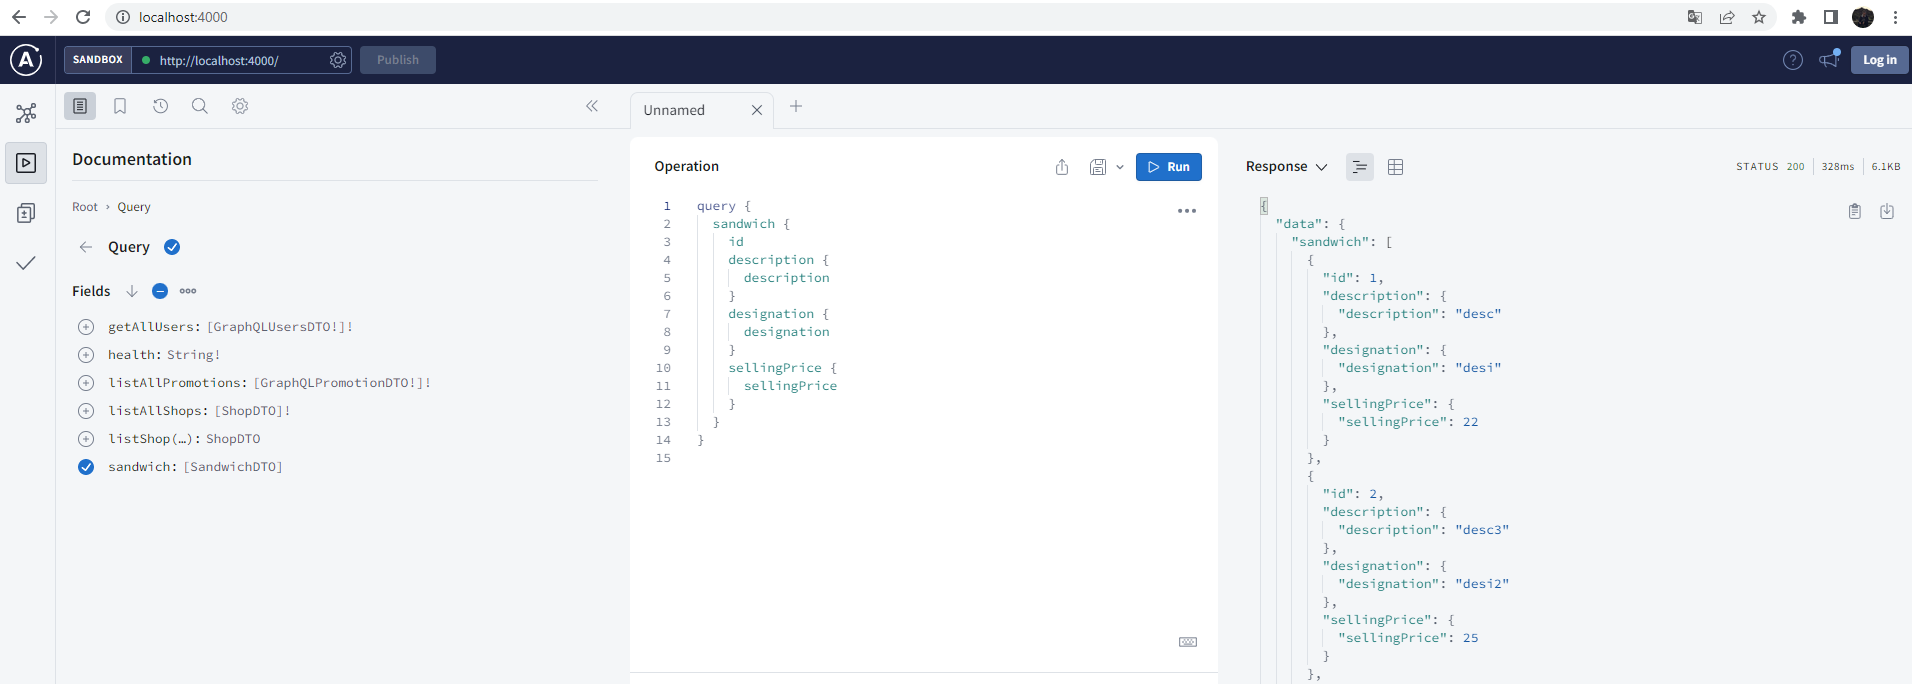 localhost:4000
SANDBOX http://localhost:4000/ Publish Log in
Unnamed
Documentation
Root › Query
Query
Fields
getAllUsers: [GraphQLUsersDTO!]!
health: String!
listAllPromotions: [GraphQLPromotionDTO!]!
listAllShops: [ShopDTO]!
listShop(…): ShopDTO
sandwich: [SandwichDTO]
Operation Run
1 query {
2 sandwich {
3 id
4 description {
5 description
6 }
7 designation {
8 designation
9 }
10 sellingPrice {
11 sellingPrice
12 }
13 }
14 }
15
Response STATUS 200 328ms 6.1KB
{
"data": {
"sandwich": [
{
"id": 1,
"description": {
"description": "desc"
},
"designation": {
"designation": "desi"
},
"sellingPrice": {
"sellingPrice": 22
}
},
{
"id": 2,
"description": {
"description": "desc3"
},
"designation": {
"designation": "desi2"
},
"sellingPrice": {
"sellingPrice": 25
}
},